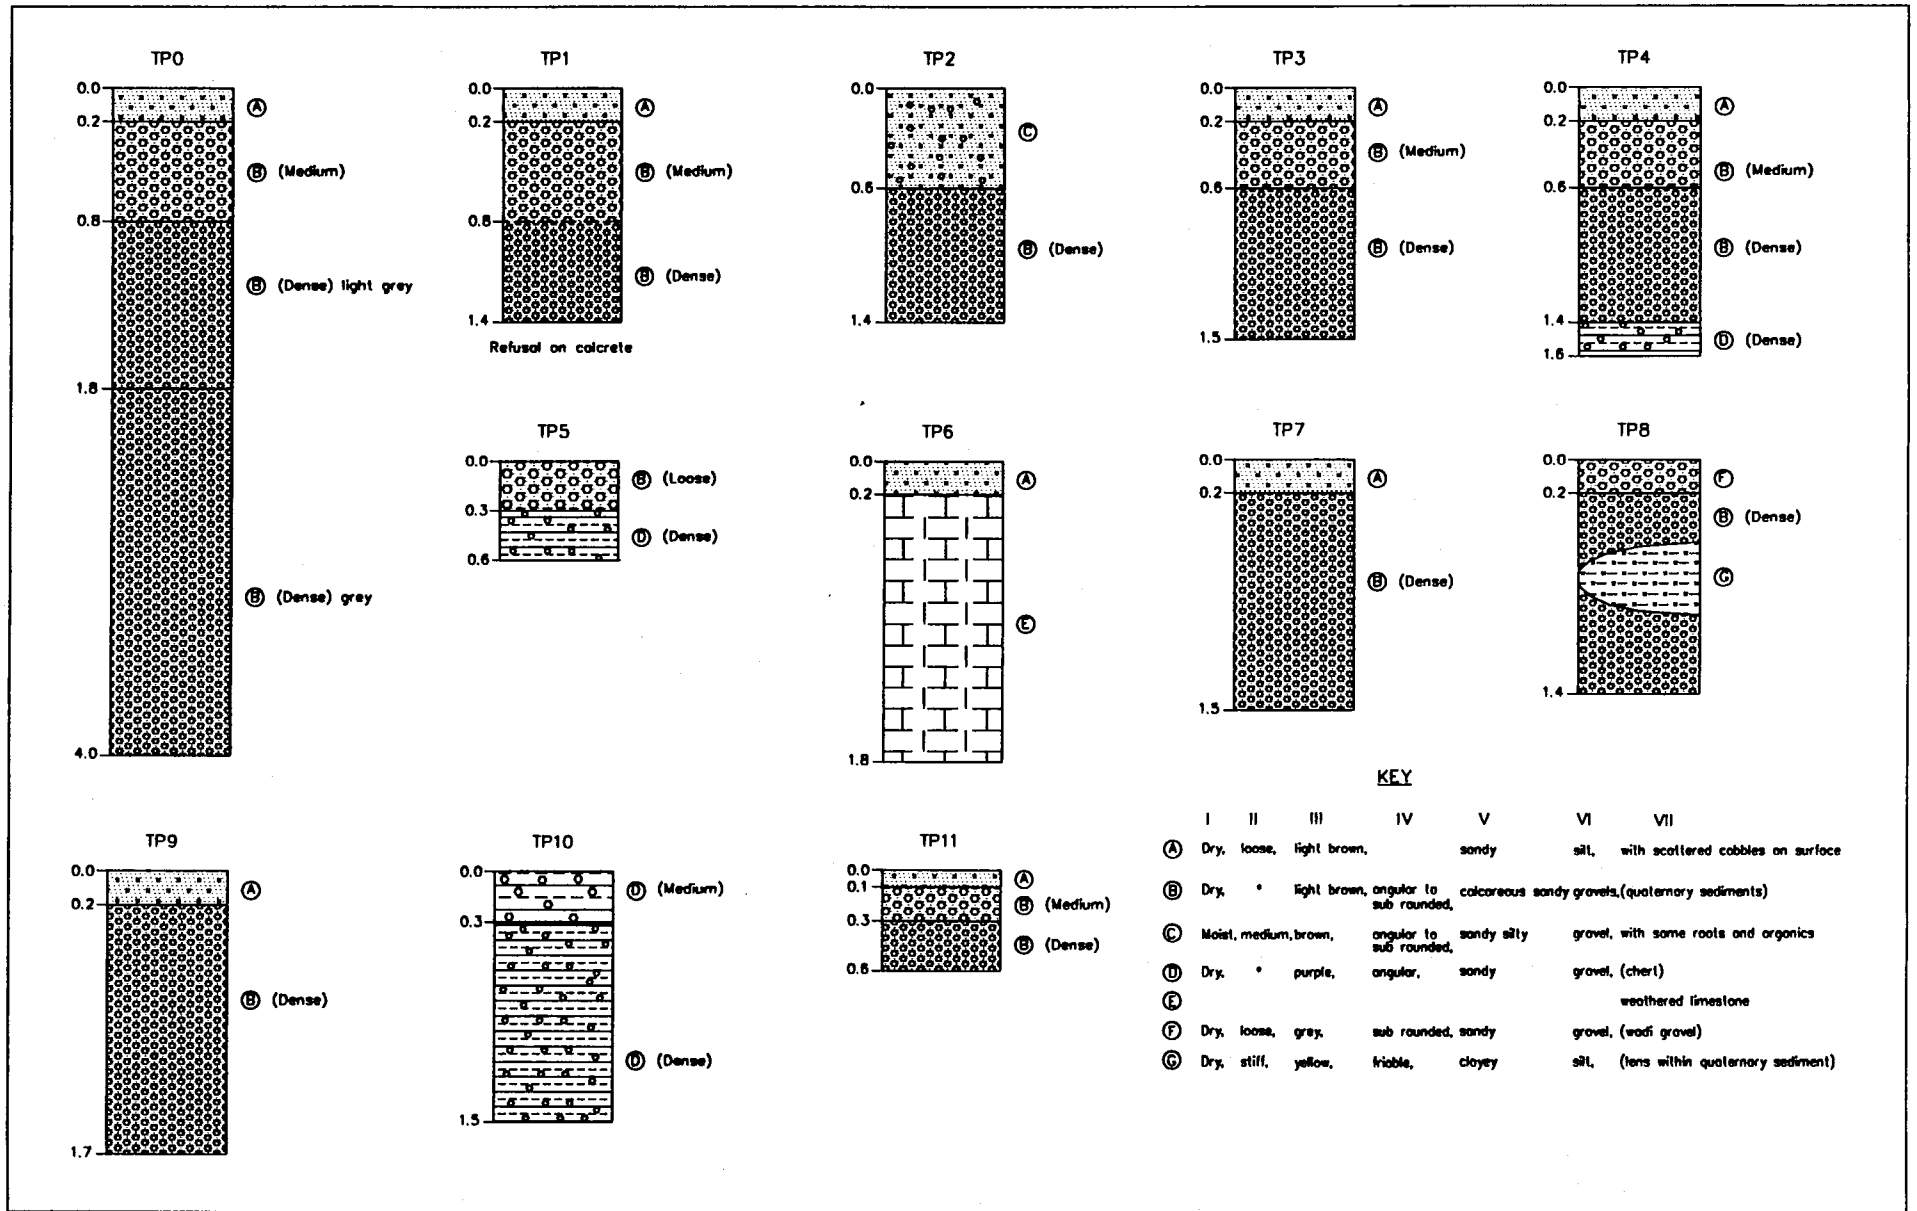 TP0
0.0
A
0.2
B (Medium)
0.8
B (Dense) light grey
1.8
B (Dense) grey
4.0
TP1
0.0
A
0.2
B (Medium)
0.8
B (Dense)
1.4
Refusal on calcrete
TP2
0.0
C
0.6
B (Dense)
1.4
TP3
0.0
A
0.2
B (Medium)
0.6
B (Dense)
1.5
TP4
0.0
A
0.2
B (Medium)
0.6
B (Dense)
1.4
D (Dense)
1.6
TP5
0.0
B (Loose)
0.3
D (Dense)
0.6
TP6
0.0
A
0.2
E
1.8
TP7
0.0
A
0.2
B (Dense)
1.5
TP8
0.0
F
0.2
B (Dense)
G
1.4
TP9
0.0
A
0.2
B (Dense)
1.7
TP10
0.0
D (Medium)
0.3
D (Dense)
1.5
TP11
0.0
A
0.1
B (Medium)
0.3
B (Dense)
0.6
KEY
I II III IV V VI VII
A Dry, loose, light brown, sandy silt, with scattered cobbles on surface
B Dry, * light brown, angular to sub rounded, calcareous sandy gravels, (quaternary sediments)
C Moist, medium, brown, angular to sub rounded, sandy silty gravel, with some roots and organics
D Dry, * purple, angular, sandy gravel, (chert)
E weathered limestone
F Dry, loose, grey, sub rounded, sandy gravel, (wadi gravel)
G Dry, stiff, yellow, friable, clayey silt, (lens within quaternary sediment)